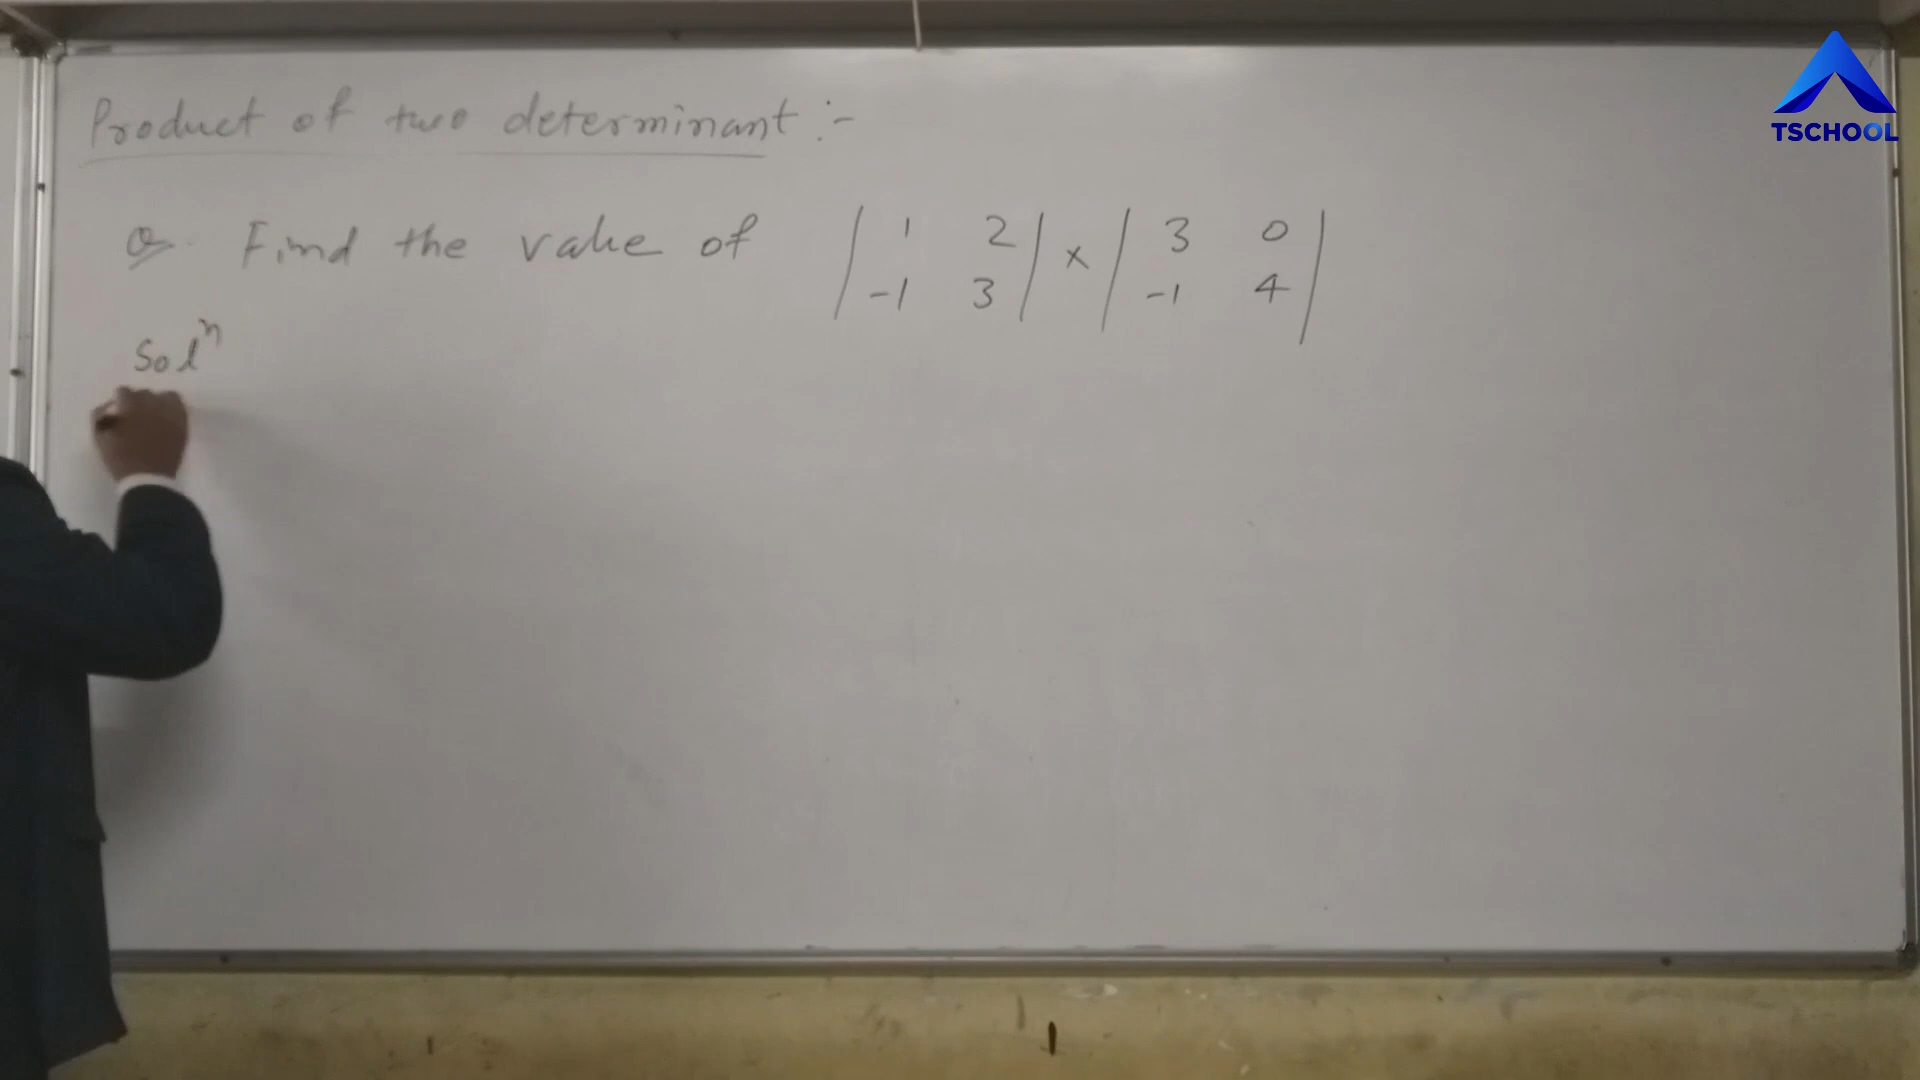 TSCHOOL
Product of two determinant :-
Q. Find the value of | 1 2 | × | 3 0 |
| -1 3 | | -1 4 |
Solⁿ